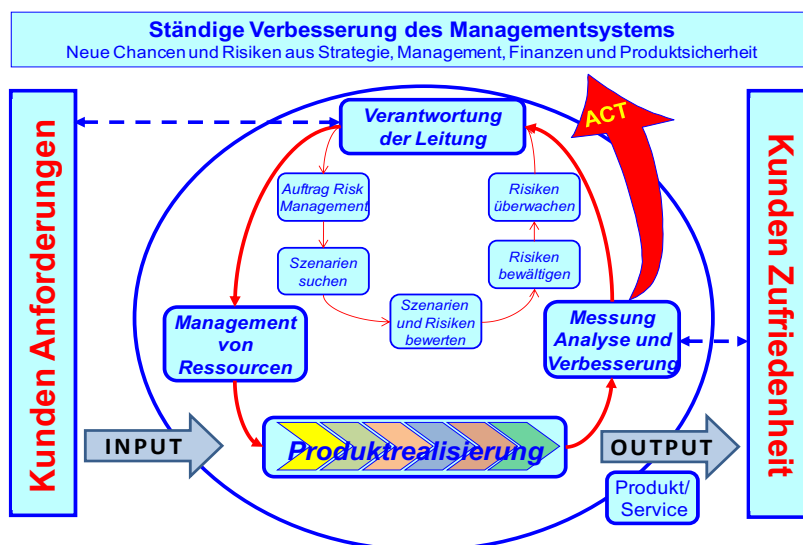 Ständige Verbesserung des Managementsystems
Neue Chancen und Risiken aus Strategie, Management, Finanzen und Produktsicherheit
Kunden Anforderungen
Verantwortung
der Leitung
ACT
Auftrag Risk
Management
Szenarien
suchen
Szenarien
und Risiken
bewerten
Risiken
bewältigen
Risiken
überwachen
Management
von
Ressourcen
Messung
Analyse und
Verbesserung
INPUT
Produktrealisierung
OUTPUT
Produkt/
Service
Kunden Zufriedenheit